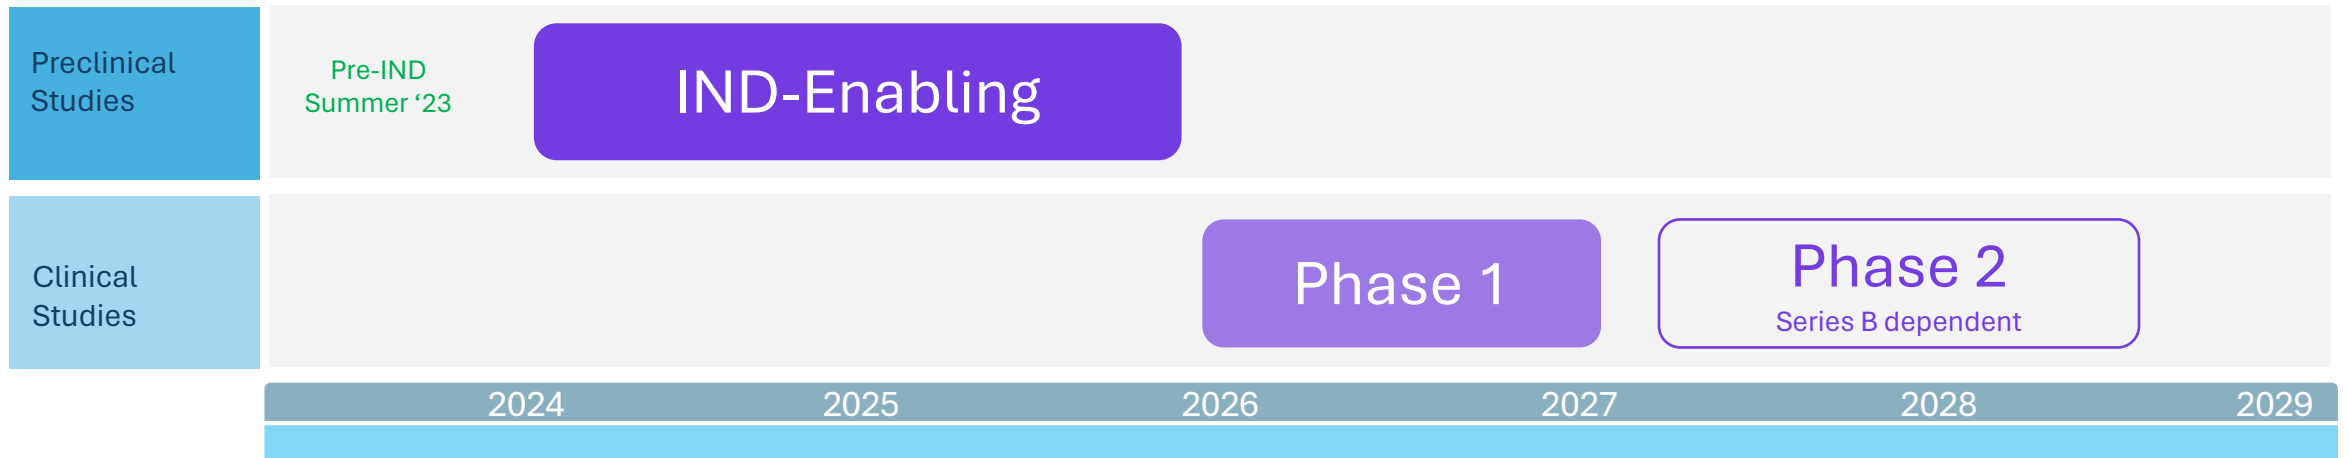 Preclinical
Studies
Pre-IND
Summer ‘23
IND-Enabling
Clinical
Studies
Phase 1
Phase 2
Series B dependent
2024 2025 2026 2027 2028 2029